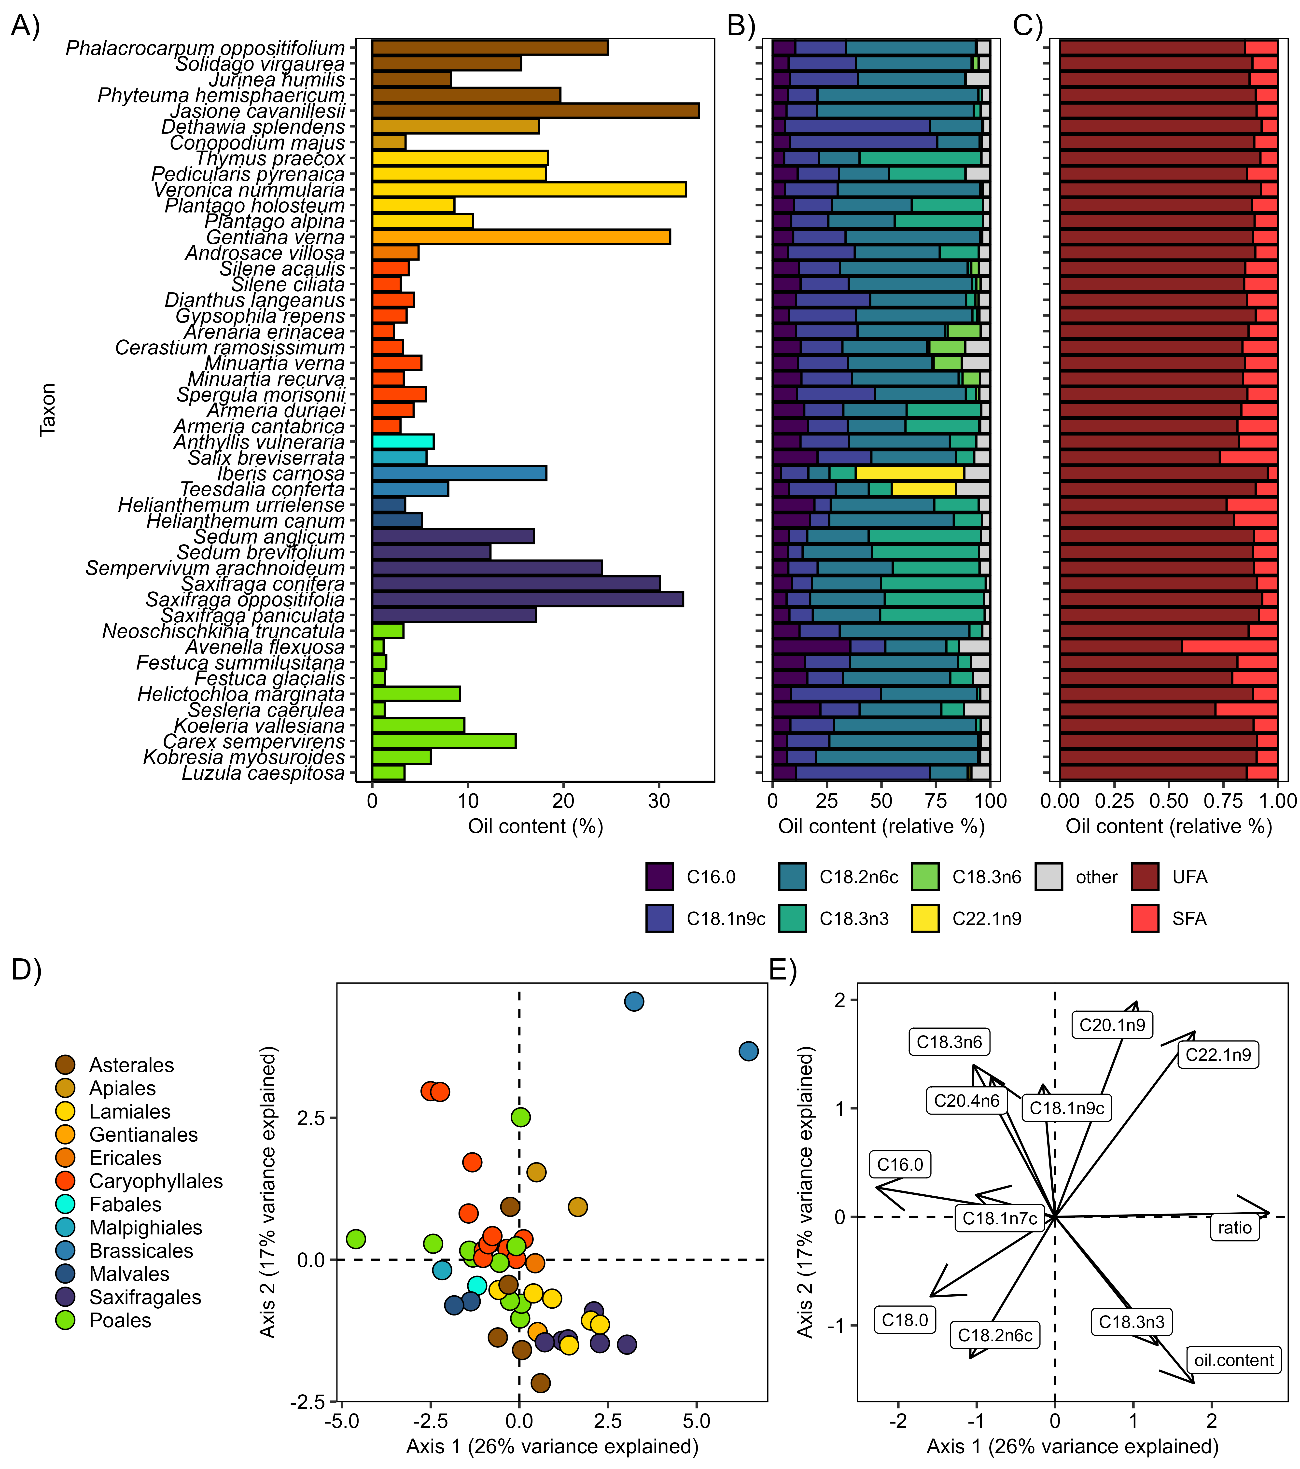 A)
B)
C)
Taxon
Phalacrocarpum oppositifolium
Solidago virgaurea
Jurinea humilis
Phyteuma hemisphaericum
Jasione cavanillesii
Dethawia splendens
Conopodium majus
Thymus praecox
Pedicularis pyrenaica
Veronica nummularia
Plantago holosteum
Plantago alpina
Gentiana verna
Androsace villosa
Silene acaulis
Silene ciliata
Dianthus langeanus
Gypsophila repens
Arenaria erinacea
Cerastium ramosissimum
Minuartia verna
Minuartia recurva
Spergula morisonii
Armeria duriaei
Armeria cantabrica
Anthyllis vulneraria
Salix breviserrata
Iberis carnosa
Teesdalia conferta
Helianthemum urrielense
Helianthemum canum
Sedum anglicum
Sedum brevifolium
Sempervivum arachnoideum
Saxifraga conifera
Saxifraga oppositifolia
Saxifraga paniculata
Neoschischkinia truncatula
Avenella flexuosa
Festuca summilusitana
Festuca glacialis
Helictochloa marginata
Sesleria caerulea
Koeleria vallesiana
Carex sempervirens
Kobresia myosuroides
Luzula caespitosa
0 10 20 30
Oil content (%)
0 25 50 75 100
Oil content (relative %)
0.00 0.25 0.50 0.75 1.00
Oil content (relative %)
C16.0 C18.2n6c C18.3n6 other UFA
C18.1n9c C18.3n3 C22.1n9 SFA
D)
Asterales
Apiales
Lamiales
Gentianales
Ericales
Caryophyllales
Fabales
Malpighiales
Brassicales
Malvales
Saxifragales
Poales
Axis 2 (17% variance explained)
2.5
0.0
-2.5
-5.0 -2.5 0.0 2.5 5.0
Axis 1 (26% variance explained)
E)
Axis 2 (17% variance explained)
2
1
0
-1
C20.1n9
C18.3n6
C22.1n9
C20.4n6
C18.1n9c
C16.0
C18.1n7c
ratio
C18.0
C18.3n3
C18.2n6c
oil.content
-2 -1 0 1 2
Axis 1 (26% variance explained)